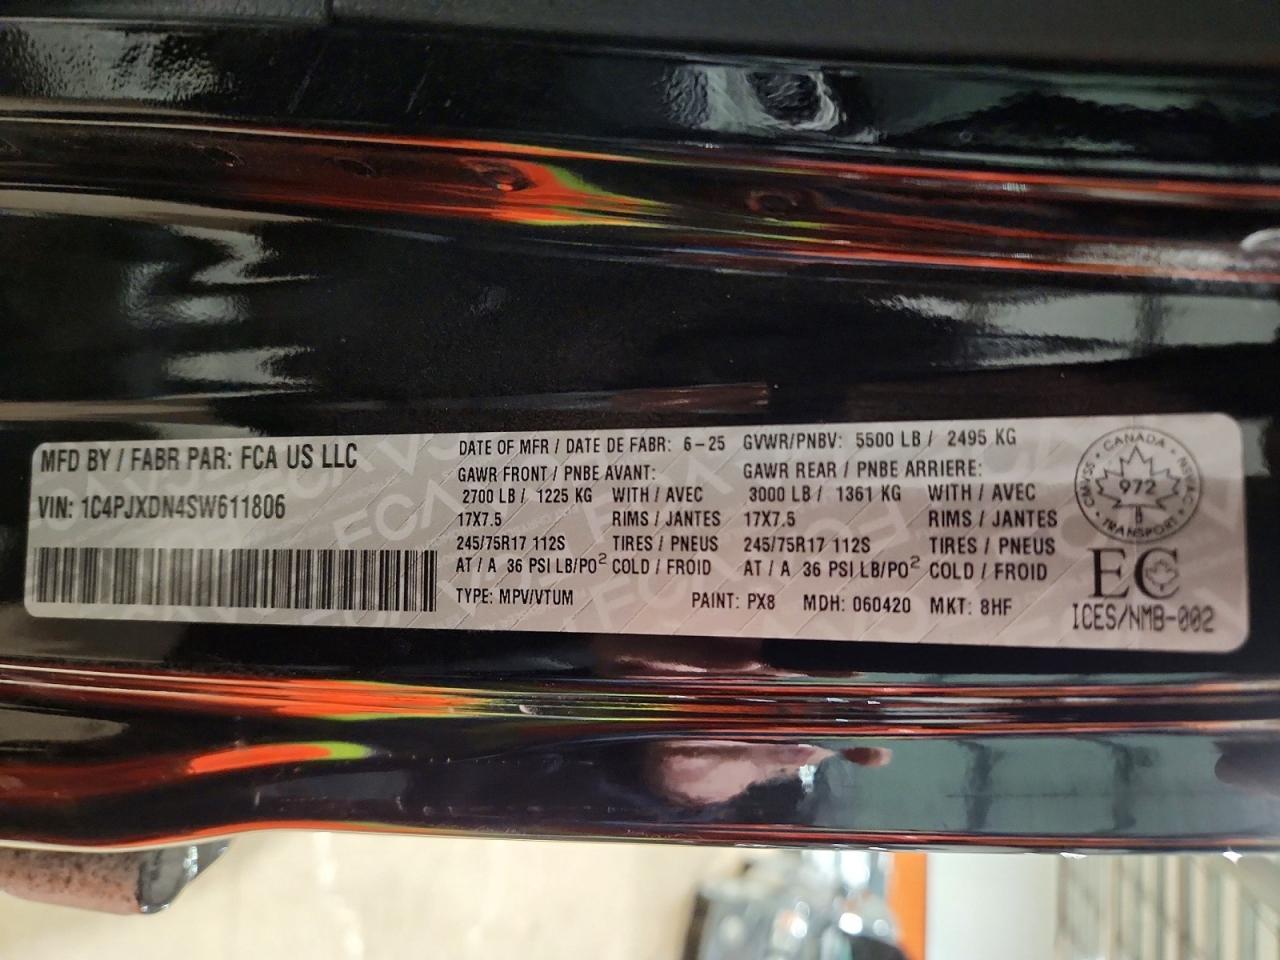 MFD BY / FABR PAR: FCA US LLC
VIN: 1C4PJXDN4SW611806
DATE OF MFR / DATE DE FABR: 6-25 GVWR/PNBV: 5500 LB / 2495 KG
GAWR FRONT / PNBE AVANT: GAWR REAR / PNBE ARRIERE:
2700 LB / 1225 KG WITH / AVEC 3000 LB / 1361 KG WITH / AVEC
17X7.5 RIMS / JANTES 17X7.5 RIMS / JANTES
245/75R17 112S TIRES / PNEUS 245/75R17 112S TIRES / PNEUS
AT / A 36 PSI LB/PO² COLD / FROID AT / A 36 PSI LB/PO² COLD / FROID
TYPE: MPV/VTUM PAINT: PX8 MDH: 060420 MKT: 8HF
CANADA
CMVSS NSVAC
972
B
TRANSPORT
EC
ICES/NMB-002